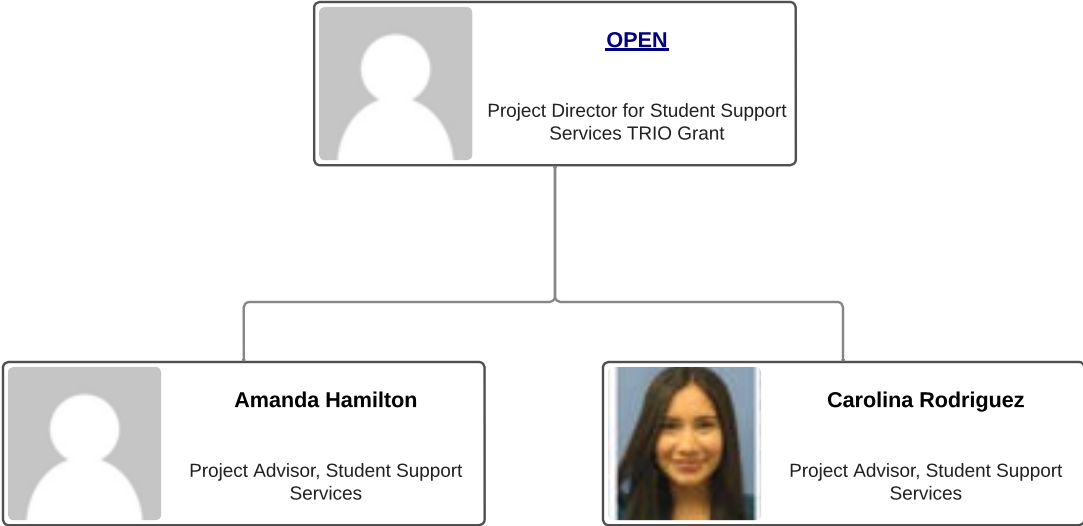 OPEN
Project Director for Student Support
Services TRIO Grant
Amanda Hamilton
Project Advisor, Student Support
Services
Carolina Rodriguez
Project Advisor, Student Support
Services